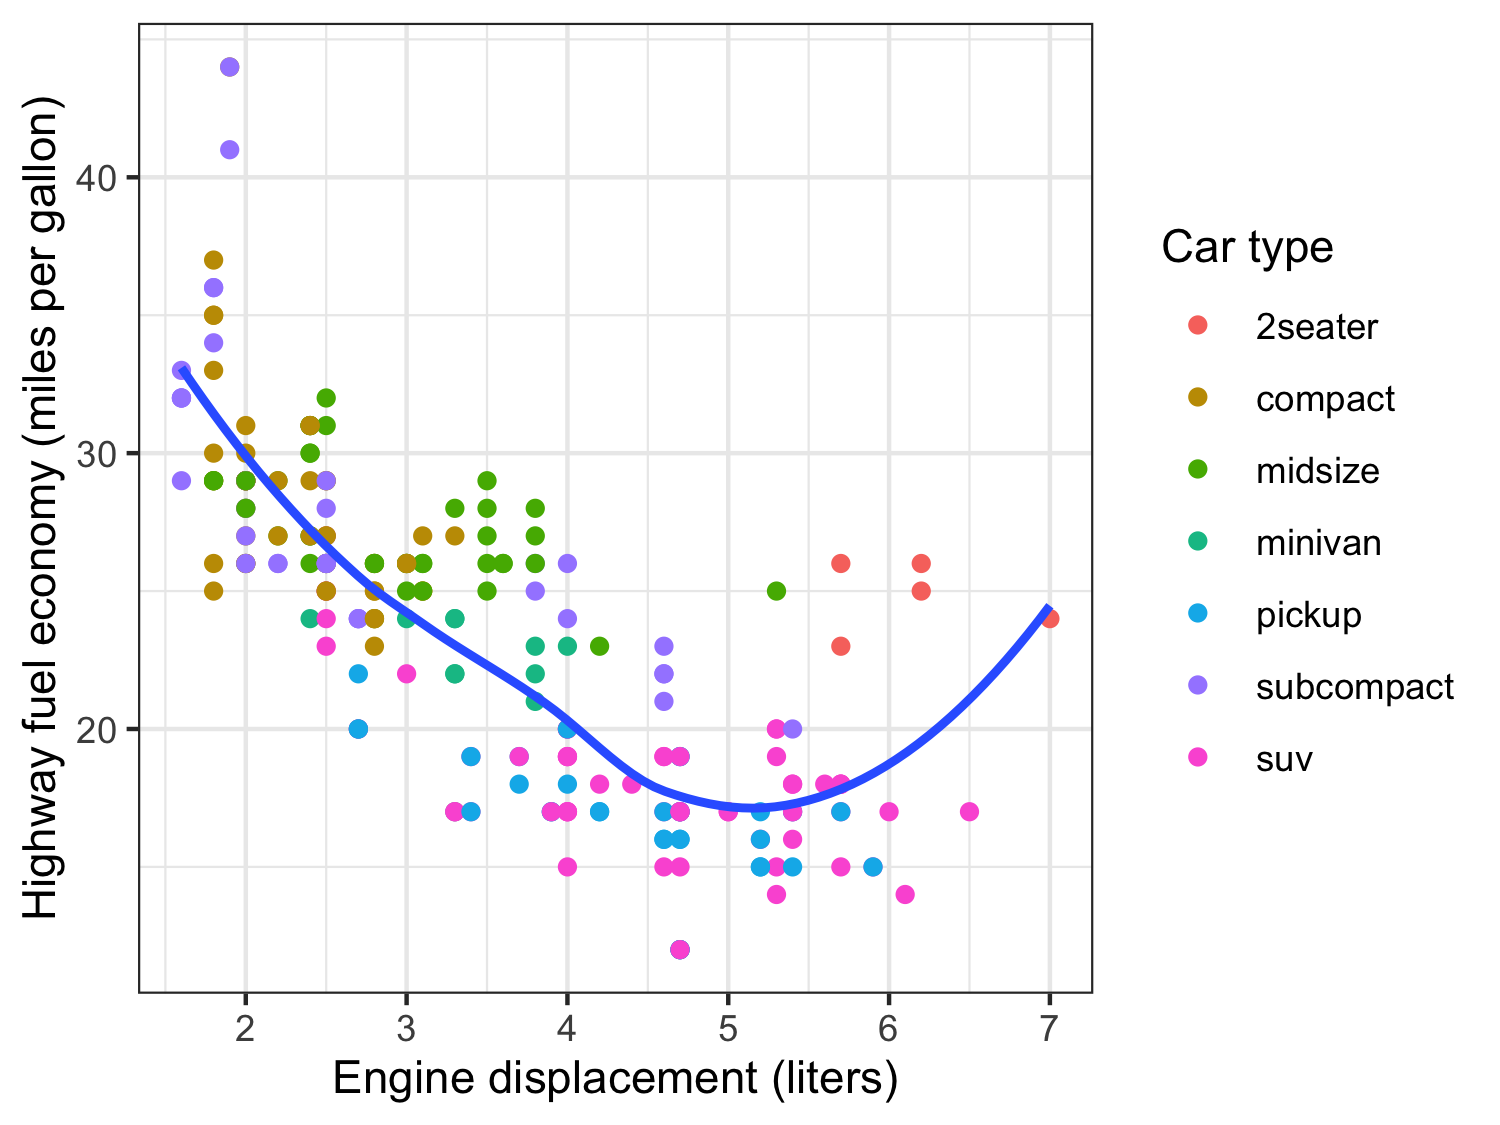 Highway fuel economy (miles per gallon)
40
30
20
2 3 4 5 6 7
Engine displacement (liters)
Car type
2seater
compact
midsize
minivan
pickup
subcompact
suv